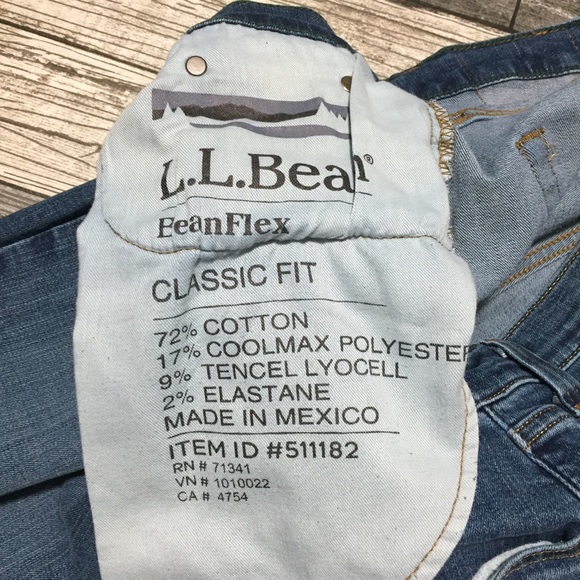 L.L.Bean®
BeanFlex
CLASSIC FIT
72% COTTON
17% COOLMAX POLYESTER
9% TENCEL LYOCELL
2% ELASTANE
MADE IN MEXICO
ITEM ID #511182
RN # 71341
VN # 1010022
CA # 4754